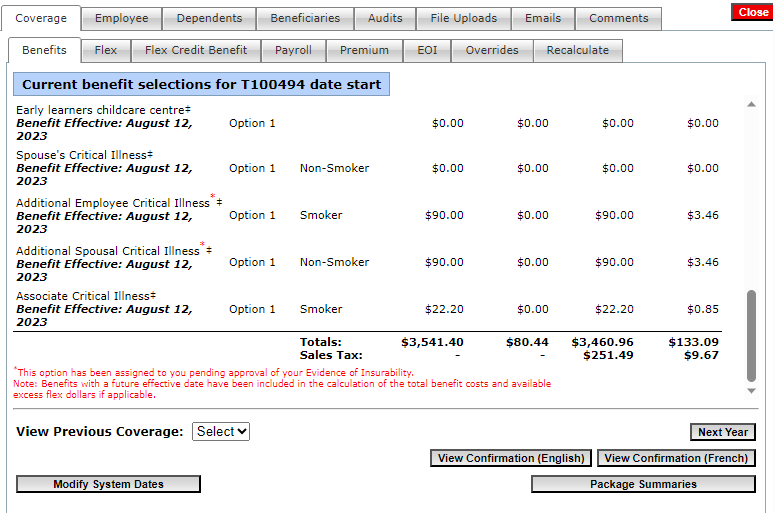 Coverage Employee Dependents Beneficiaries Audits File Uploads Emails Comments Close
Benefits Flex Flex Credit Benefit Payroll Premium EOI Overrides Recalculate
Current benefit selections for T100494 date start
Early learners childcare centre‡
Benefit Effective: August 12, Option 1 $0.00 $0.00 $0.00 $0.00
2023
Spouse's Critical Illness‡
Benefit Effective: August 12, Option 1 Non-Smoker $0.00 $0.00 $0.00 $0.00
2023
Additional Employee Critical Illness*‡
Benefit Effective: August 12, Option 1 Smoker $90.00 $0.00 $90.00 $3.46
2023
Additional Spousal Critical Illness*‡
Benefit Effective: August 12, Option 1 Non-Smoker $90.00 $0.00 $90.00 $3.46
2023
Associate Critical Illness‡
Benefit Effective: August 12, Option 1 Smoker $22.20 $0.00 $22.20 $0.85
2023
Totals: $3,541.40 $80.44 $3,460.96 $133.09
Sales Tax: - - $251.49 $9.67
*This option has been assigned to you pending approval of your Evidence of Insurability.
Note: Benefits with a future effective date have been included in the calculation of the total benefit costs and available
excess flex dollars if applicable.
View Previous Coverage: Select Next Year
View Confirmation (English) View Confirmation (French)
Modify System Dates Package Summaries